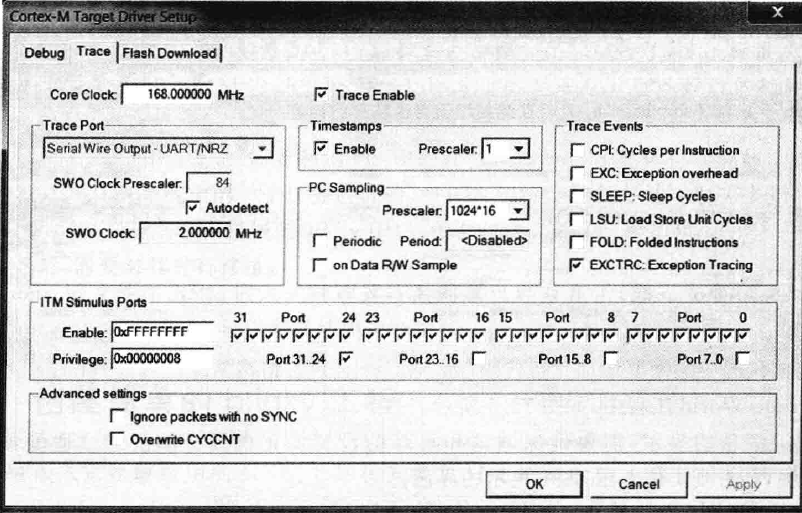 Cortex-M Target Driver Setup
X
Debug Trace Flash Download
Core Clock: 168.000000 MHz
Trace Enable
Trace Port
Serial Wire Output - UART/NRZ
SWO Clock Prescaler: 84
Autodetect
SWO Clock: 2.000000 MHz
Timestamps
Enable Prescaler: 1
PC Sampling
Prescaler: 1024*16
Periodic Period: <Disabled>
on Data R/W Sample
Trace Events
CPI: Cycles per Instruction
EXC: Exception overhead
SLEEP: Sleep Cycles
LSU: Load Store Unit Cycles
FOLD: Folded Instructions
EXCTRC: Exception Tracing
ITM Stimulus Ports
31 Port 24 23 Port 16 15 Port 8 7 Port 0
Enable: 0xFFFFFFFF
Privilege: 0x00000008 Port 31..24 Port 23..16 Port 15..8 Port 7..0
Advanced settings
Ignore packets with no SYNC
Overwrite CYCCNT
OK Cancel Apply